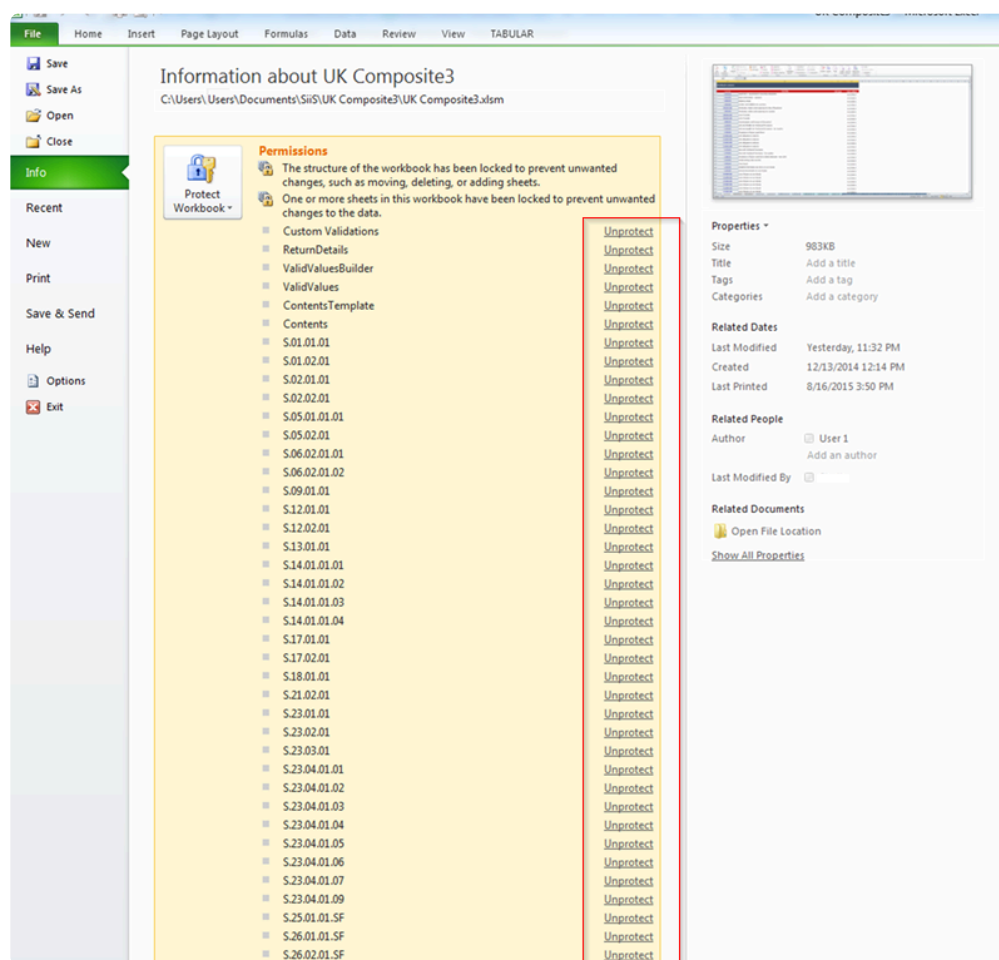 File Home Insert Page Layout Formulas Data Review View TABULAR
Save
Save As
Open
Close
Info
Recent
New
Print
Save & Send
Help
Options
Exit
Information about UK Composite3
C:\Users\ Users\Documents\SiiS\UK Composite3\UK Composite3.xlsm
Protect
Workbook
Permissions
The structure of the workbook has been locked to prevent unwanted
changes, such as moving, deleting, or adding sheets.
One or more sheets in this workbook have been locked to prevent unwanted
changes to the data.
Custom Validations Unprotect
ReturnDetails Unprotect
ValidValuesBuilder Unprotect
ValidValues Unprotect
ContentsTemplate Unprotect
Contents Unprotect
S.01.01.01 Unprotect
S.01.02.01 Unprotect
S.02.01.01 Unprotect
S.02.02.01 Unprotect
S.05.01.01.01 Unprotect
S.05.02.01 Unprotect
S.06.02.01.01 Unprotect
S.06.02.01.02 Unprotect
S.09.01.01 Unprotect
S.12.01.01 Unprotect
S.12.02.01 Unprotect
S.13.01.01 Unprotect
S.14.01.01.01 Unprotect
S.14.01.01.02 Unprotect
S.14.01.01.03 Unprotect
S.14.01.01.04 Unprotect
S.17.01.01 Unprotect
S.17.02.01 Unprotect
S.18.01.01 Unprotect
S.21.02.01 Unprotect
S.23.01.01 Unprotect
S.23.02.01 Unprotect
S.23.03.01 Unprotect
S.23.04.01.01 Unprotect
S.23.04.01.02 Unprotect
S.23.04.01.03 Unprotect
S.23.04.01.04 Unprotect
S.23.04.01.05 Unprotect
S.23.04.01.06 Unprotect
S.23.04.01.07 Unprotect
S.23.04.01.09 Unprotect
S.25.01.01.SF Unprotect
S.26.01.01.SF Unprotect
S.26.02.01.SF Unprotect
Properties
Size 983KB
Title Add a title
Tags Add a tag
Categories Add a category
Related Dates
Last Modified Yesterday, 11:32 PM
Created 12/13/2014 12:14 PM
Last Printed 8/16/2015 3:50 PM
Related People
Author User 1
Add an author
Last Modified By
Related Documents
Open File Location
Show All Properties